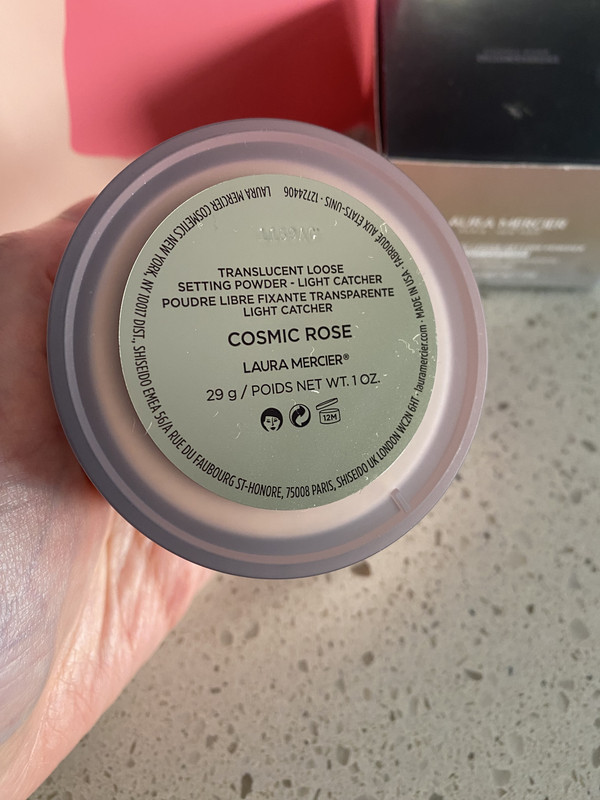 TRANSLUCENT LOOSE
SETTING POWDER - LIGHT CATCHER
POUDRE LIBRE FIXANTE TRANSPARENTE
LIGHT CATCHER
COSMIC ROSE
LAURA MERCIER®
29 g / POIDS NET WT. 1 OZ.
12M
LAURA MERCIER COSMETICS NEW YORK, NY 10017 DIST., SHISEIDO EMEA 56/A RUE DU FAUBOURG ST-HONORE, 75008 PARIS, SHISEIDO UK LONDON WC2N 6HT - lauramercier.com - MADE IN USA - FABRIQUÉ AUX ÉTATS-UNIS - 12724406
LAURA MERCIER